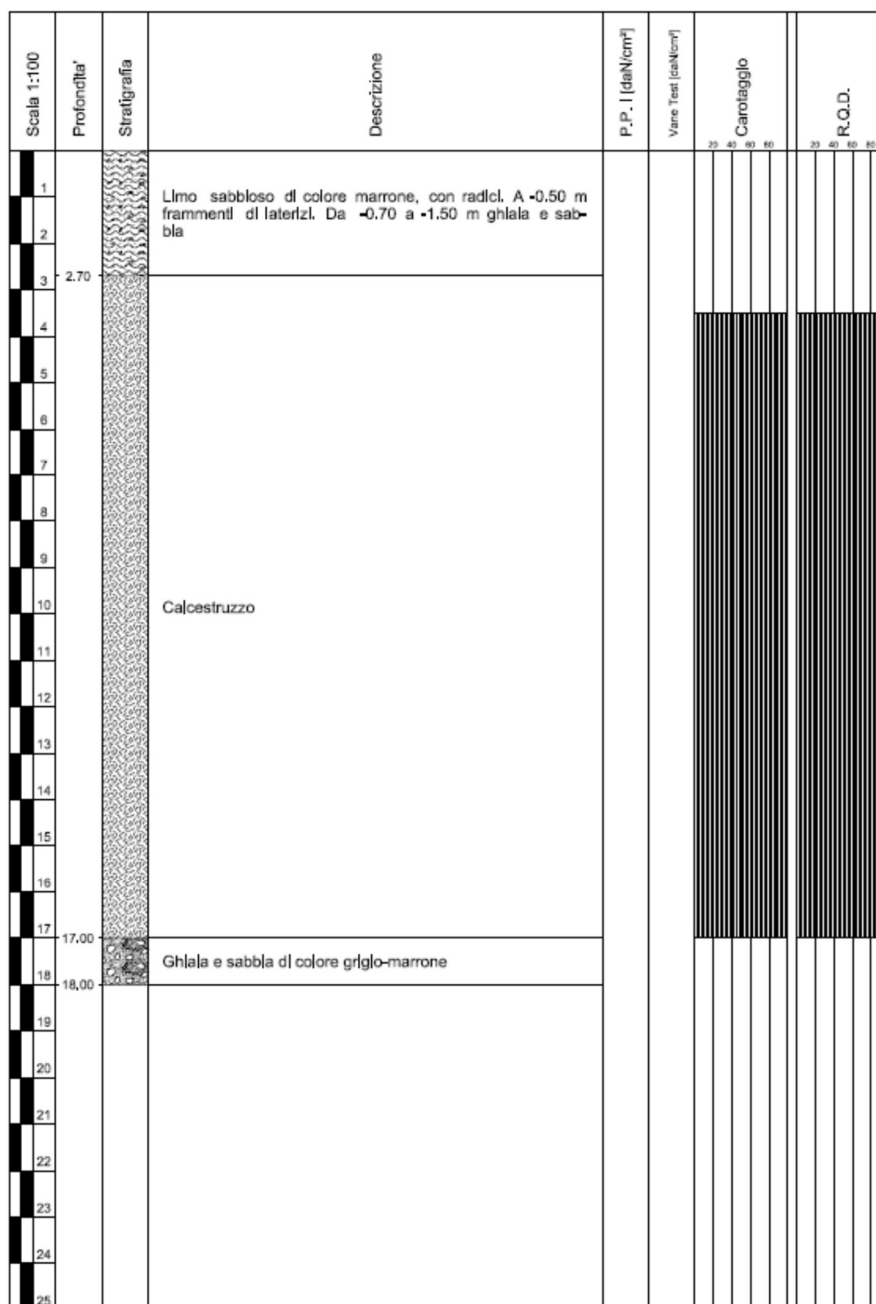 Scala 1:100
Profondita'
Stratigrafia
Descrizione
P.P. I [daN/cm²]
Vane Test [daN/cm²]
Carotaggio
R.Q.D.
20 40 60 80
20 40 60 80
1
Limo sabbioso di colore marrone, con radici. A -0.50 m
frammenti di laterizi. Da -0.70 a -1.50 m ghiaia e sab-
bia
2
2.70
3
4
5
6
7
8
9
10
Calcestruzzo
11
12
13
14
15
16
17
17.00
Ghiaia e sabbia di colore grigio-marrone
18
18.00
19
20
21
22
23
24
25